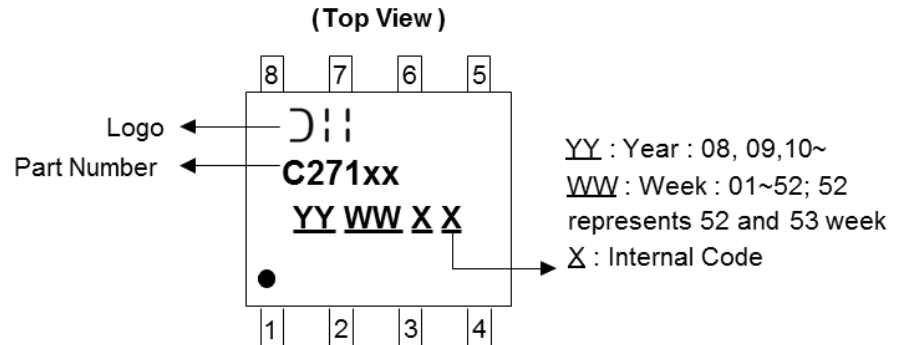 (Top View)
8 7 6 5
Logo
Part Number
C271xx
YY WW X X
YY : Year : 08, 09,10~
WW : Week : 01~52; 52
represents 52 and 53 week
X : Internal Code
1 2 3 4